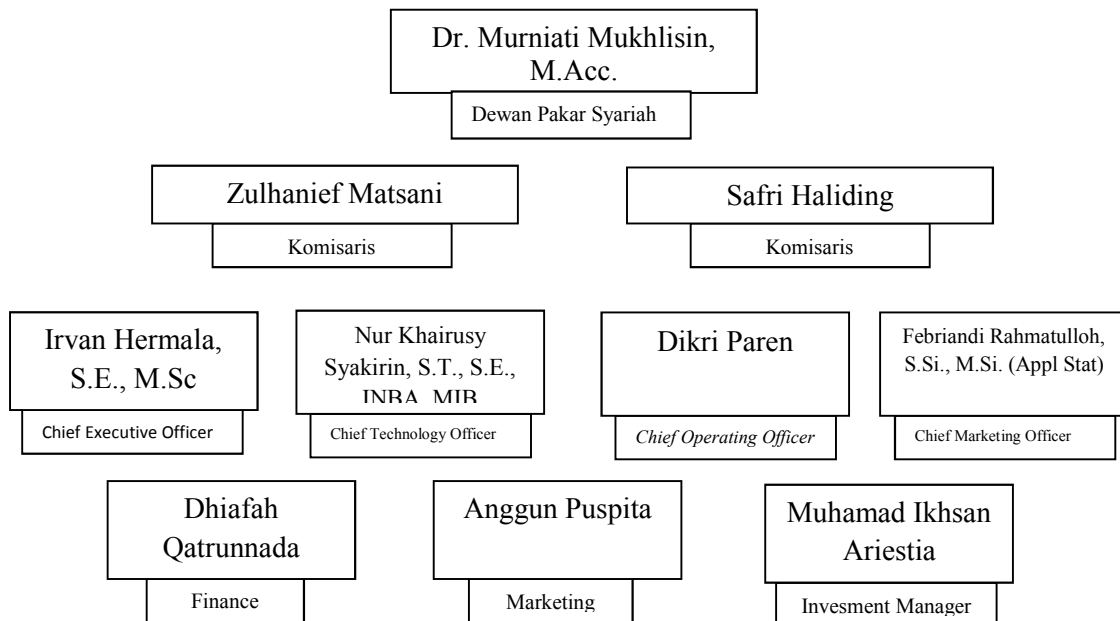 Dr. Murniati Mukhlisin,
M.Acc.
Dewan Pakar Syariah
Zulhanief Matsani
Komisaris
Safri Haliding
Komisaris
Irvan Hermala,
S.E., M.Sc
Chief Executive Officer
Nur Khairusy
Syakirin, S.T., S.E.,
INBA, MIB
Chief Technology Officer
Dikri Paren
Chief Operating Officer
Febriandi Rahmatulloh,
S.Si., M.Si. (Appl Stat)
Chief Marketing Officer
Dhiafah
Qatrunnada
Finance
Anggun Puspita
Marketing
Muhamad Ikhsan
Ariestia
Invesment Manager